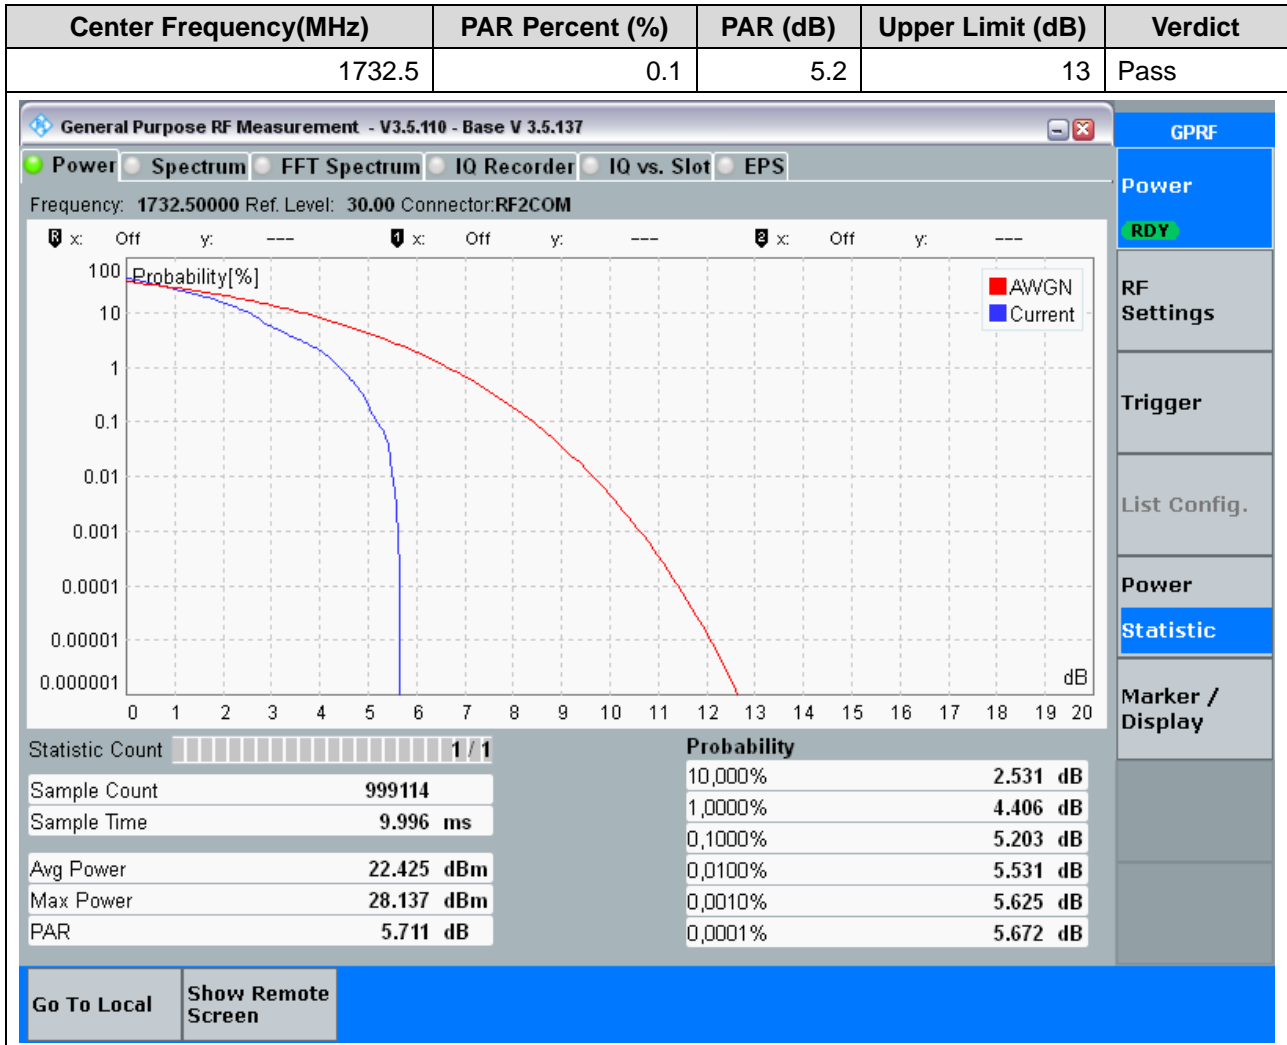 Center Frequency(MHz) PAR Percent (%) PAR (dB) Upper Limit (dB) Verdict
1732.5 0.1 5.2 13 Pass
General Purpose RF Measurement - V3.5.110 - Base V 3.5.137
GPRF
Power Spectrum FFT Spectrum IQ Recorder IQ vs. Slot EPS
Power
RDY
Frequency: 1732.50000 Ref. Level: 30.00 Connector:RF2COM
R x: Off y: --- 1 x: Off y: --- 2 x: Off y: ---
Probability[%]
AWGN
Current
100
10
1
0.1
0.01
0.001
0.0001
0.00001
0.000001
dB
0 1 2 3 4 5 6 7 8 9 10 11 12 13 14 15 16 17 18 19 20
RF
Settings
Trigger
List Config.
Power
Statistic
Marker /
Display
Statistic Count 1 / 1
Sample Count 999114
Sample Time 9.996 ms
Avg Power 22.425 dBm
Max Power 28.137 dBm
PAR 5.711 dB
Probability
10,000% 2.531 dB
1,0000% 4.406 dB
0,1000% 5.203 dB
0,0100% 5.531 dB
0,0010% 5.625 dB
0,0001% 5.672 dB
Go To Local
Show Remote
Screen